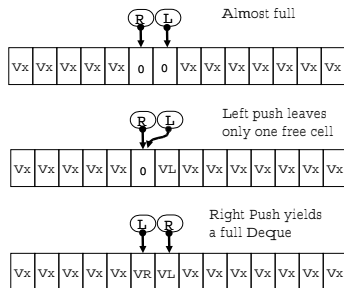 R L Almost full
Vx Vx Vx Vx Vx 0 0 Vx Vx Vx Vx Vx Vx Vx
R L Left push leaves
only one free cell
Vx Vx Vx Vx Vx 0 VL Vx Vx Vx Vx Vx Vx Vx
L R Right Push yields
a full Deque
Vx Vx Vx Vx Vx VR VL Vx Vx Vx Vx Vx Vx Vx